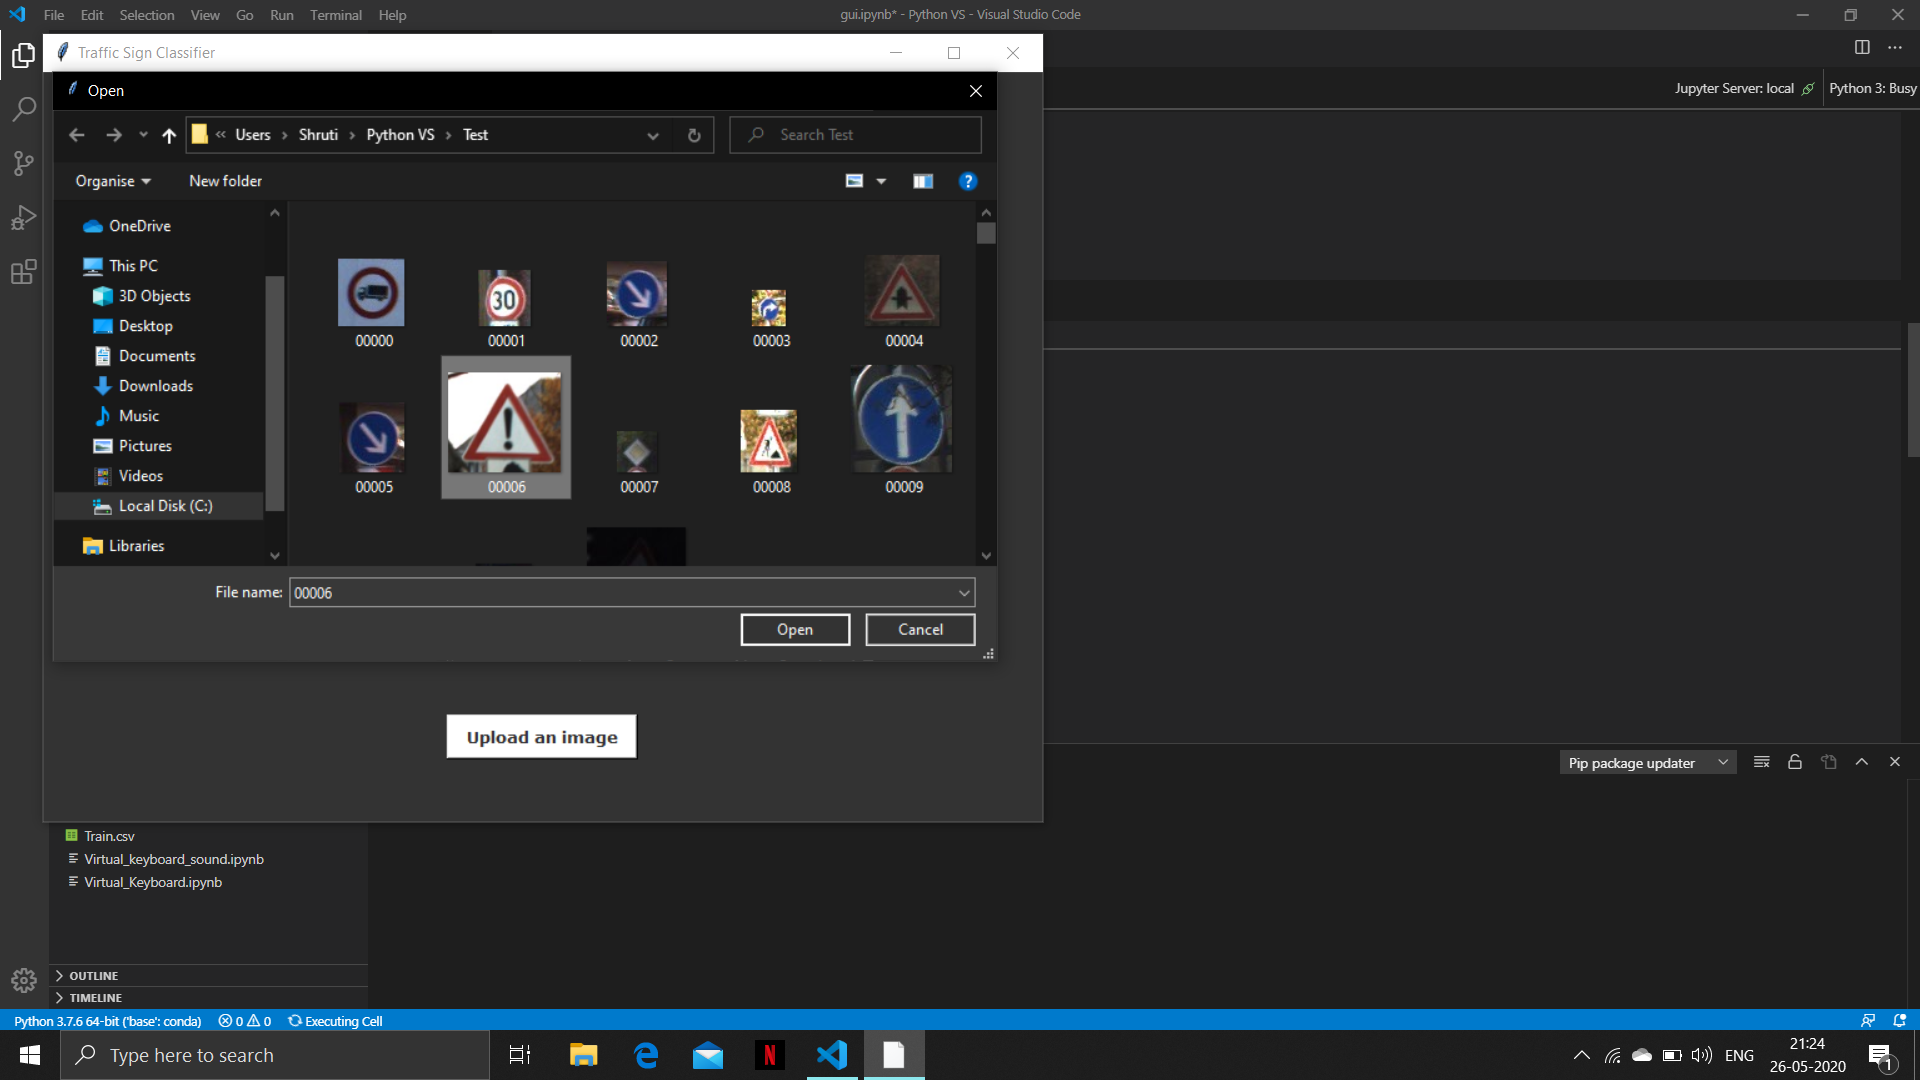 File Edit Selection View Go Run Terminal Help
gui.ipynb* - Python VS - Visual Studio Code
Traffic Sign Classifier
Open
Jupyter Server: local
Python 3: Busy
« Users › Shruti › Python VS › Test
Search Test
Organise
New folder
?
OneDrive
This PC
3D Objects
Desktop
Documents
Downloads
Music
Pictures
Videos
Local Disk (C:)
Libraries
30
00000 00001 00002 00003 00004
00005 00006 00007 00008 00009
File name: 00006
Open Cancel
Upload an image
Pip package updater
Train.csv
Virtual_keyboard_sound.ipynb
Virtual_Keyboard.ipynb
OUTLINE
TIMELINE
Python 3.7.6 64-bit ('base': conda) 0 0 Executing Cell
Type here to search
N
ENG
21:24
26-05-2020
1